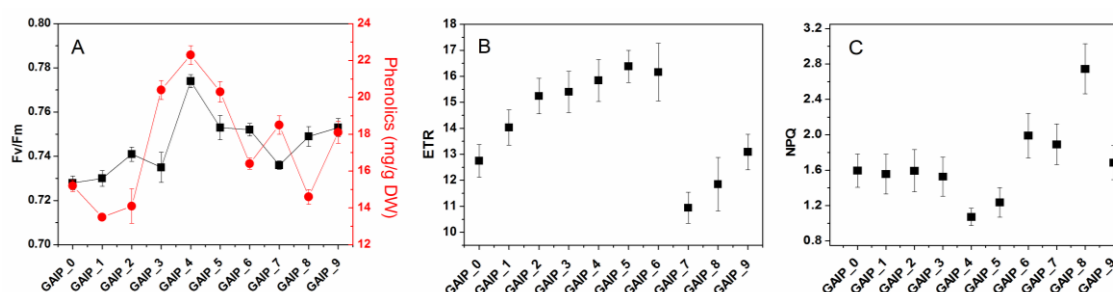 A
Fv/Fm
0.80
0.78
0.76
0.74
0.72
0.70
24
22
20
18
16
14
12
Phenolics (mg/g DW)
GAIP_0
GAIP_1
GAIP_2
GAIP_3
GAIP_4
GAIP_5
GAIP_6
GAIP_7
GAIP_8
GAIP_9
B
ETR
18
17
16
15
14
13
12
11
10
GAIP_0
GAIP_1
GAIP_2
GAIP_3
GAIP_4
GAIP_5
GAIP_6
GAIP_7
GAIP_8
GAIP_9
C
NPQ
3.2
2.8
2.4
2.0
1.6
1.2
0.8
GAIP_0
GAIP_1
GAIP_2
GAIP_3
GAIP_4
GAIP_5
GAIP_6
GAIP_7
GAIP_8
GAIP_9